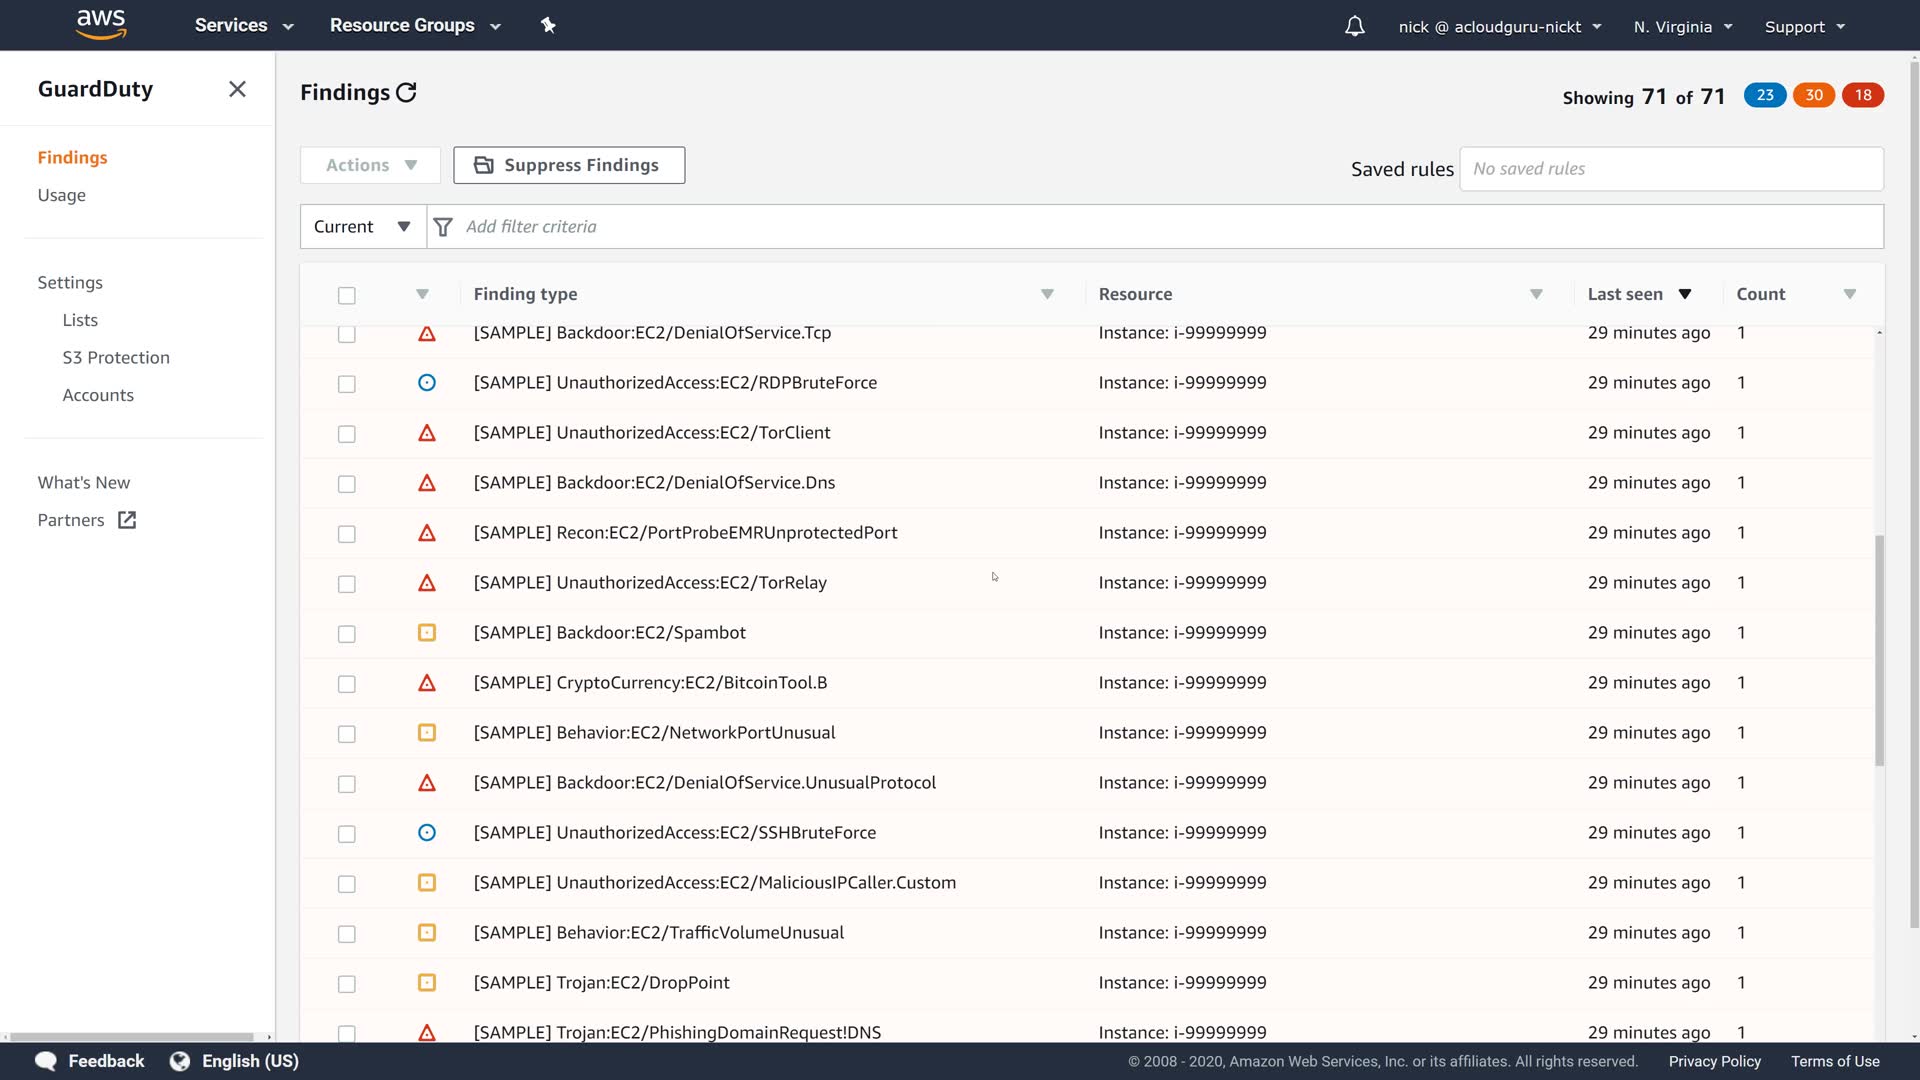 aws Services Resource Groups nick @ acloudguru-nickt N. Virginia Support
GuardDuty
Findings
Usage
Settings
Lists
S3 Protection
Accounts
What's New
Partners
Findings
Showing 71 of 71 23 30 18
Actions Suppress Findings Saved rules No saved rules
Current Add filter criteria
Finding type Resource Last seen Count
[SAMPLE] Backdoor:EC2/DenialOfService.Tcp Instance: i-99999999 29 minutes ago 1
[SAMPLE] UnauthorizedAccess:EC2/RDPBruteForce Instance: i-99999999 29 minutes ago 1
[SAMPLE] UnauthorizedAccess:EC2/TorClient Instance: i-99999999 29 minutes ago 1
[SAMPLE] Backdoor:EC2/DenialOfService.Dns Instance: i-99999999 29 minutes ago 1
[SAMPLE] Recon:EC2/PortProbeEMRUnprotectedPort Instance: i-99999999 29 minutes ago 1
[SAMPLE] UnauthorizedAccess:EC2/TorRelay Instance: i-99999999 29 minutes ago 1
[SAMPLE] Backdoor:EC2/Spambot Instance: i-99999999 29 minutes ago 1
[SAMPLE] CryptoCurrency:EC2/BitcoinTool.B Instance: i-99999999 29 minutes ago 1
[SAMPLE] Behavior:EC2/NetworkPortUnusual Instance: i-99999999 29 minutes ago 1
[SAMPLE] Backdoor:EC2/DenialOfService.UnusualProtocol Instance: i-99999999 29 minutes ago 1
[SAMPLE] UnauthorizedAccess:EC2/SSHBruteForce Instance: i-99999999 29 minutes ago 1
[SAMPLE] UnauthorizedAccess:EC2/MaliciousIPCaller.Custom Instance: i-99999999 29 minutes ago 1
[SAMPLE] Behavior:EC2/TrafficVolumeUnusual Instance: i-99999999 29 minutes ago 1
[SAMPLE] Trojan:EC2/DropPoint Instance: i-99999999 29 minutes ago 1
[SAMPLE] Trojan:EC2/PhishingDomainRequest!DNS Instance: i-99999999 29 minutes ago 1
Feedback English (US) © 2008 - 2020, Amazon Web Services, Inc. or its affiliates. All rights reserved. Privacy Policy Terms of Use